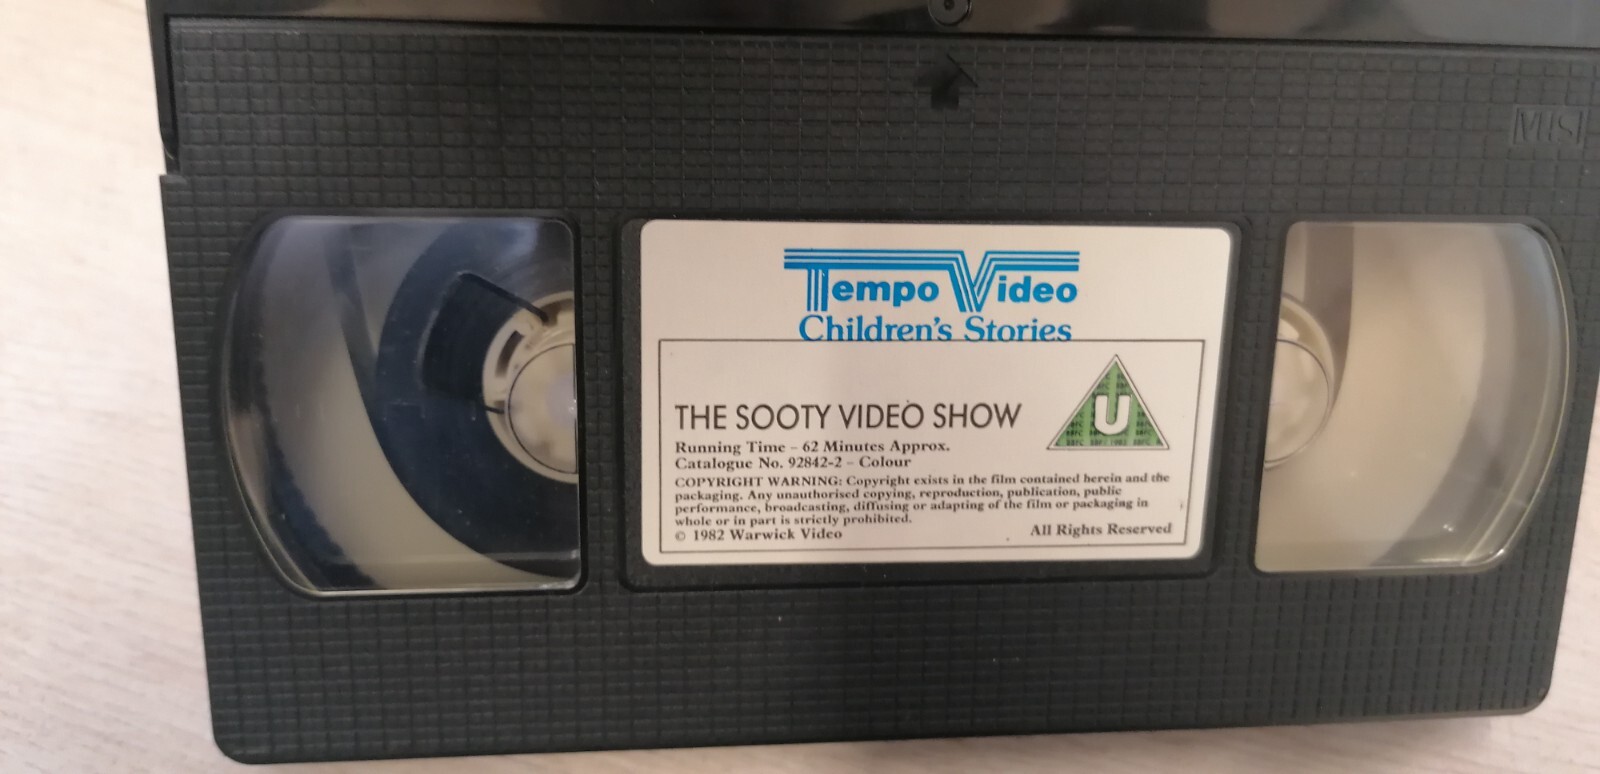 VHS
Tempo Video
Children's Stories
THE SOOTY VIDEO SHOW
U
Running Time – 62 Minutes Approx.
Catalogue No. 92842-2 – Colour
COPYRIGHT WARNING: Copyright exists in the film contained herein and the
packaging. Any unauthorised copying, reproduction, publication, public
performance, broadcasting, diffusing or adapting of the film or packaging in
whole or in part is strictly prohibited.
© 1982 Warwick Video All Rights Reserved